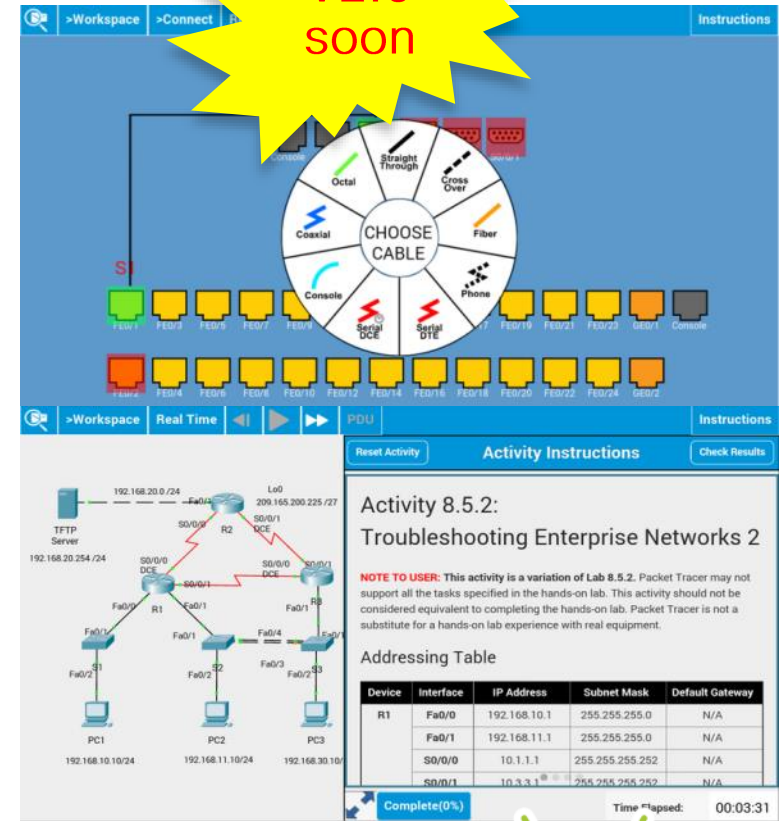 soon
>Workspace >Connect Instructions
Console
Octal
Straight Through
Cross Over
Coaxial
CHOOSE CABLE
Fiber
Console
Phone
Serial DCE
Serial DTE
S1
FE0/1 FE0/3 FE0/5 FE0/7 FE0/9 FE0/19 FE0/21 FE0/23 GE0/1 Console
FE0/2 FE0/4 FE0/6 FE0/8 FE0/10 FE0/12 FE0/14 FE0/16 FE0/18 FE0/20 FE0/22 FE0/24 GE0/2
>Workspace Real Time PDU Instructions
Reset Activity Activity Instructions Check Results
192.168.20.0 /24
Fa0/1
Lo0
209.165.200.225 /27
TFTP Server
192.168.20.254 /24
S0/0/0
R2
S0/0/1
DCE
S0/0/0
DCE
S0/0/1
S0/0/0
DCE
S0/0/1
Fa0/0
R1
Fa0/1
Fa0/1
R3
Fa0/1
Fa0/1
Fa0/4
Fa0/1
S1
Fa0/2
S2
Fa0/2
Fa0/3
S3
Fa0/2
PC1
PC2
PC3
192.168.10.10/24
192.168.11.10/24
192.168.30.10/
Activity 8.5.2:
Troubleshooting Enterprise Networks 2
NOTE TO USER: This activity is a variation of Lab 8.5.2. Packet Tracer may not
support all the tasks specified in the hands-on lab. This activity should not be
considered equivalent to completing the hands-on lab. Packet Tracer is not a
substitute for a hands-on lab experience with real equipment.
Addressing Table
Device Interface IP Address Subnet Mask Default Gateway
R1 Fa0/0 192.168.10.1 255.255.255.0 N/A
Fa0/1 192.168.11.1 255.255.255.0 N/A
S0/0/0 10.1.1.1 255.255.255.252 N/A
S0/0/1 10.3.3.1 255.255.255.252 N/A
Complete(0%) Time Elapsed: 00:03:31